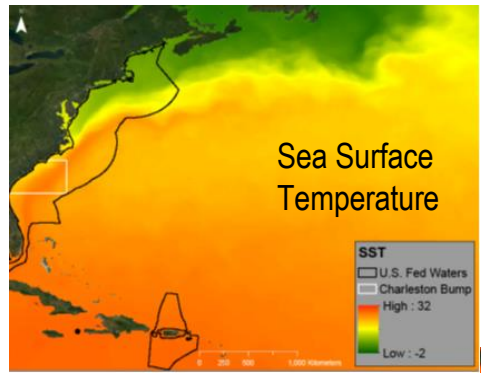 Sea Surface
Temperature
SST
U.S. Fed Waters
Charleston Bump
High : 32
Low : -2
0 250 500 1,000 Kilometers